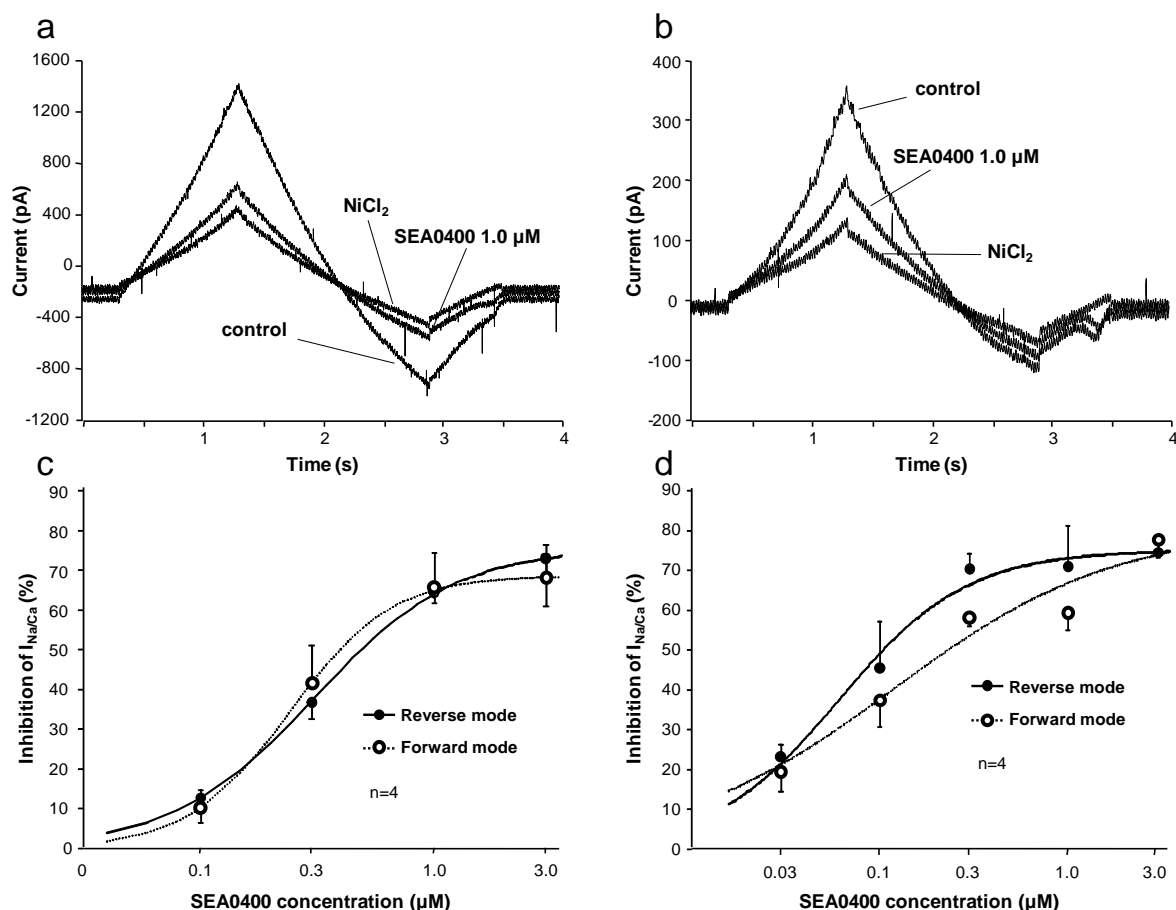 a
1600
1200
800
400
0
-400
-800
-1200
Current (pA)
NiCl2
SEA0400 1.0 µM
control
1
2
3
4
Time (s)
b
400
300
200
100
0
-100
-200
Current (pA)
control
SEA0400 1.0 µM
NiCl2
1
2
3
4
Time (s)
c
90
80
70
60
50
40
30
20
10
0
Inhibition of INa/Ca (%)
Reverse mode
Forward mode
n=4
0
0.1
0.3
1.0
3.0
SEA0400 concentration (µM)
d
90
80
70
60
50
40
30
20
10
0
Inhibition of INa/Ca (%)
Reverse mode
Forward mode
n=4
0.03
0.1
0.3
1.0
3.0
SEA0400 concentration (µM)